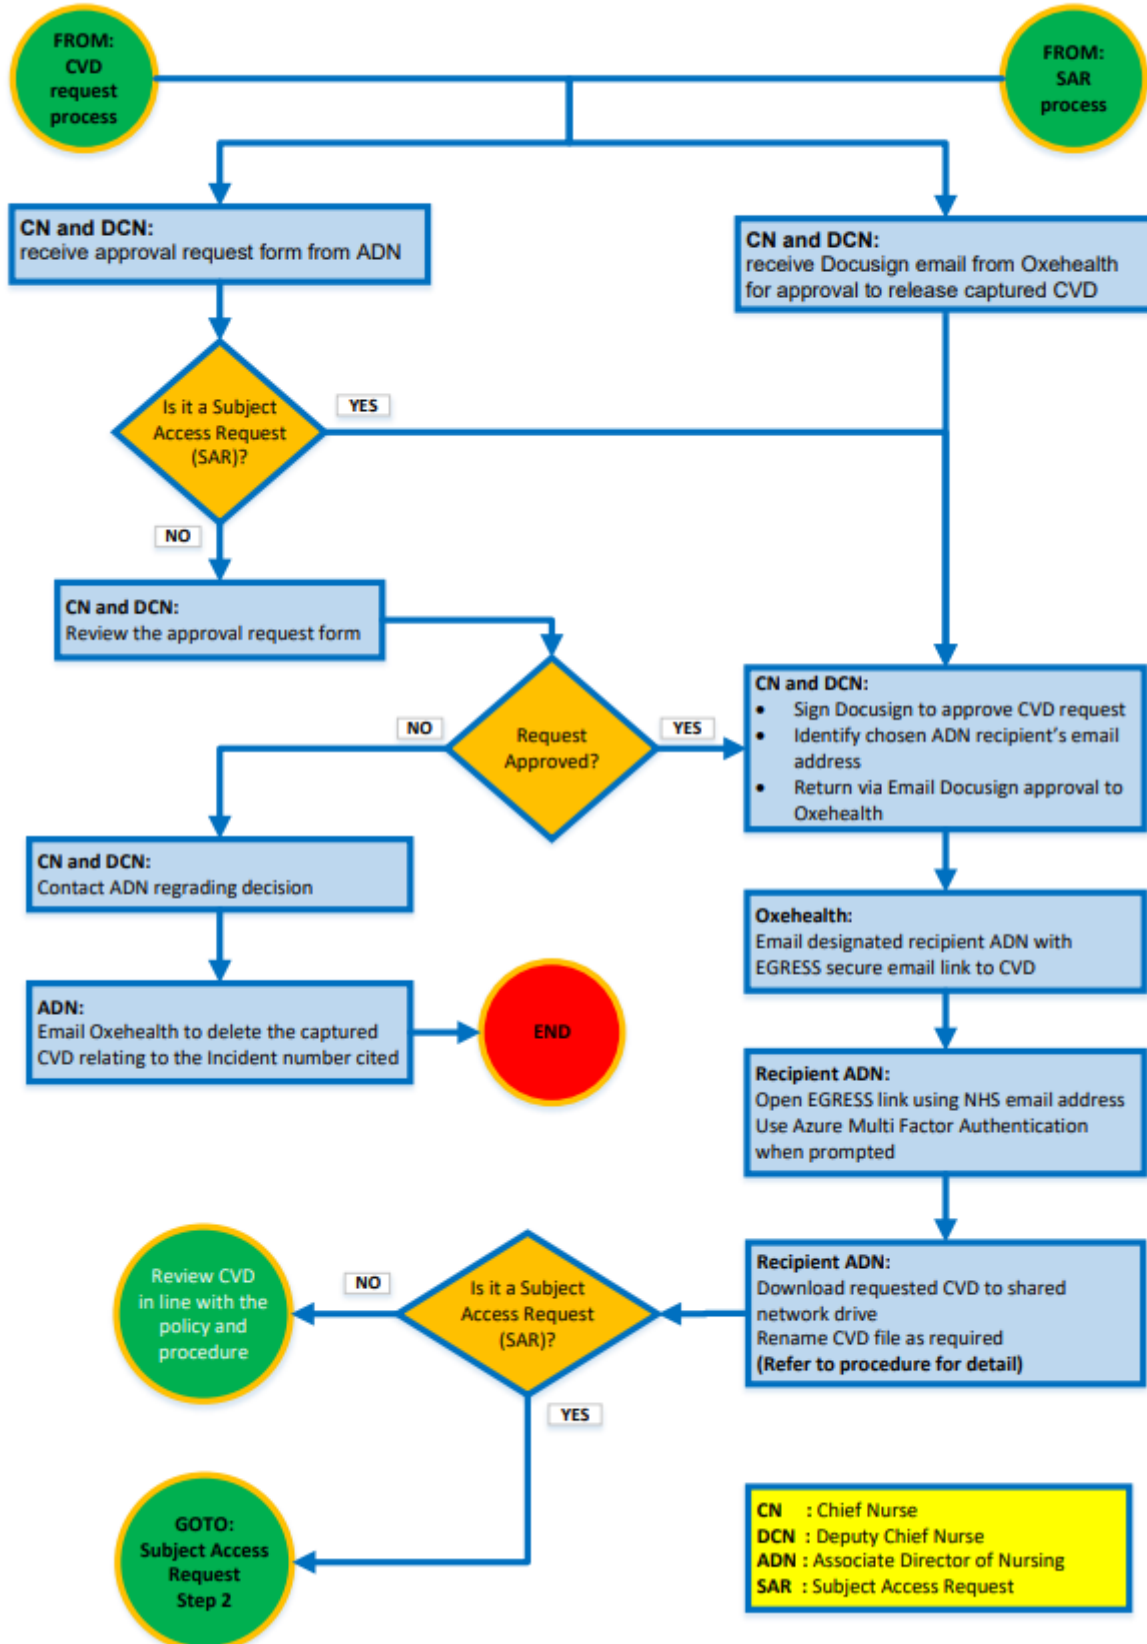 FROM:
CVD
request
process
FROM:
SAR
process
CN and DCN:
receive approval request form from ADN
CN and DCN:
receive Docusign email from Oxehealth
for approval to release captured CVD
Is it a Subject
Access Request
(SAR)?
YES
NO
CN and DCN:
Review the approval request form
Request
Approved?
NO
YES
CN and DCN:
• Sign Docusign to approve CVD request
• Identify chosen ADN recipient's email
address
• Return via Email Docusign approval to
Oxehealth
CN and DCN:
Contact ADN regrading decision
Oxehealth:
Email designated recipient ADN with
EGRESS secure email link to CVD
ADN:
Email Oxehealth to delete the captured
CVD relating to the Incident number cited
END
Recipient ADN:
Open EGRESS link using NHS email address
Use Azure Multi Factor Authentication
when prompted
Recipient ADN:
Download requested CVD to shared
network drive
Rename CVD file as required
(Refer to procedure for detail)
Is it a Subject
Access Request
(SAR)?
NO
YES
Review CVD
in line with the
policy and
procedure
GOTO:
Subject Access
Request
Step 2
CN : Chief Nurse
DCN : Deputy Chief Nurse
ADN : Associate Director of Nursing
SAR : Subject Access Request